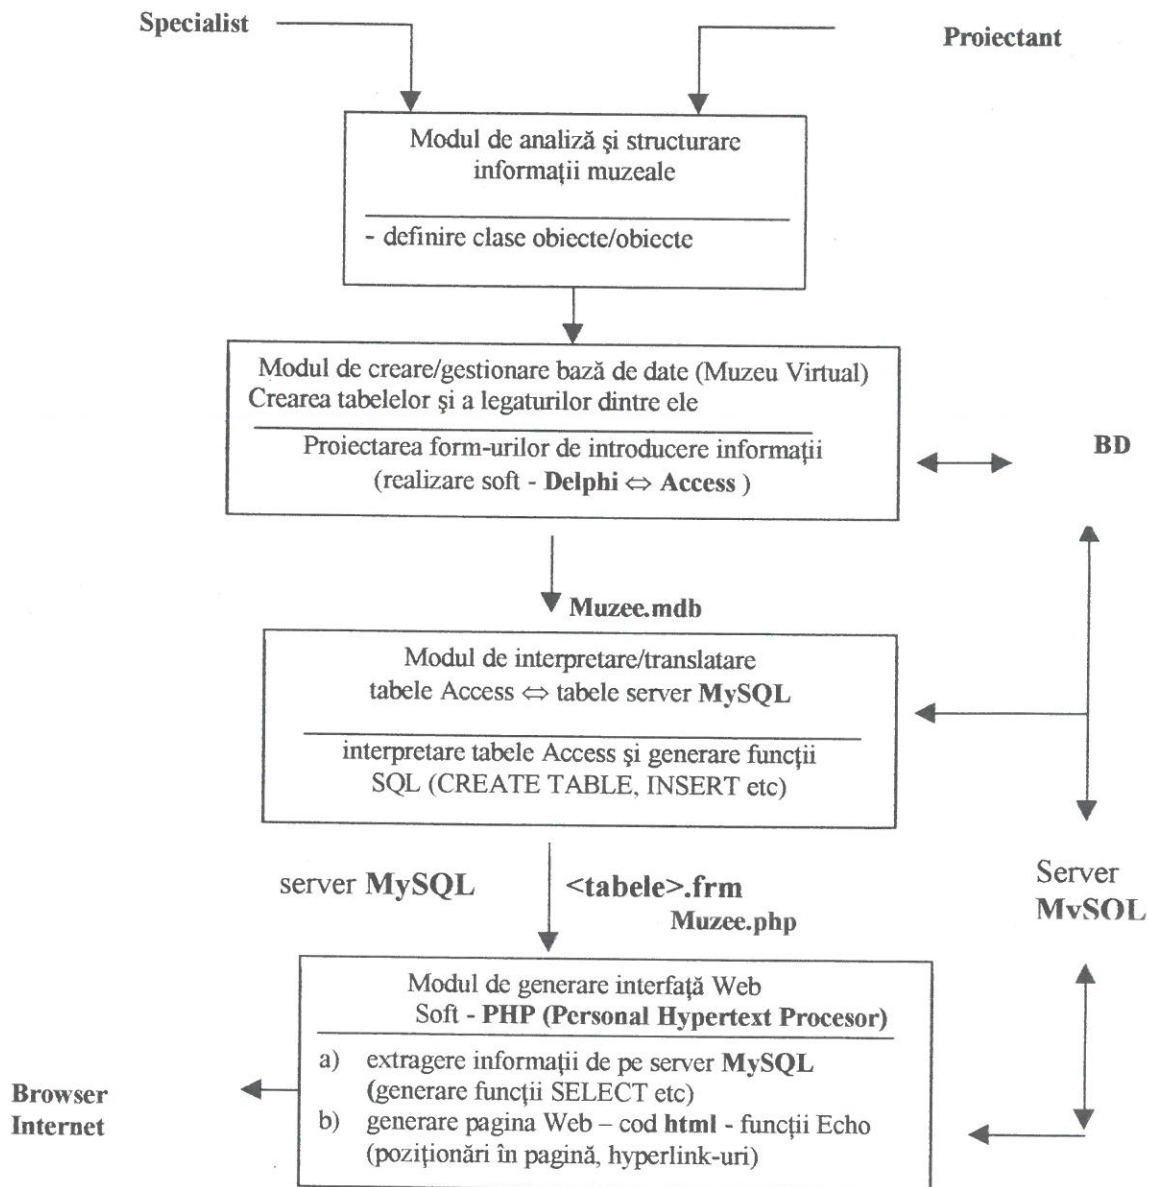 Specialist
Proiectant
Modul de analiză şi structurare
informaţii muzeale
- definire clase obiecte/obiecte
Modul de creare/gestionare bază de date (Muzeu Virtual)
Crearea tabelelor şi a legaturilor dintre ele
Proiectarea form-urilor de introducere informaţii
(realizare soft - Delphi ⇔ Access )
BD
Muzee.mdb
Modul de interpretare/translatare
tabele Access ⇔ tabele server MySQL
interpretare tabele Access şi generare funcţii
SQL (CREATE TABLE, INSERT etc)
server MySQL
<tabele>.frm
Muzee.php
Server
MvSOL
Modul de generare interfaţă Web
Soft - PHP (Personal Hypertext Procesor)
a) extragere informaţii de pe server MySQL
(generare funcţii SELECT etc)
b) generare pagina Web – cod html - funcţii Echo
(poziţionări în pagină, hyperlink-uri)
Browser
Internet